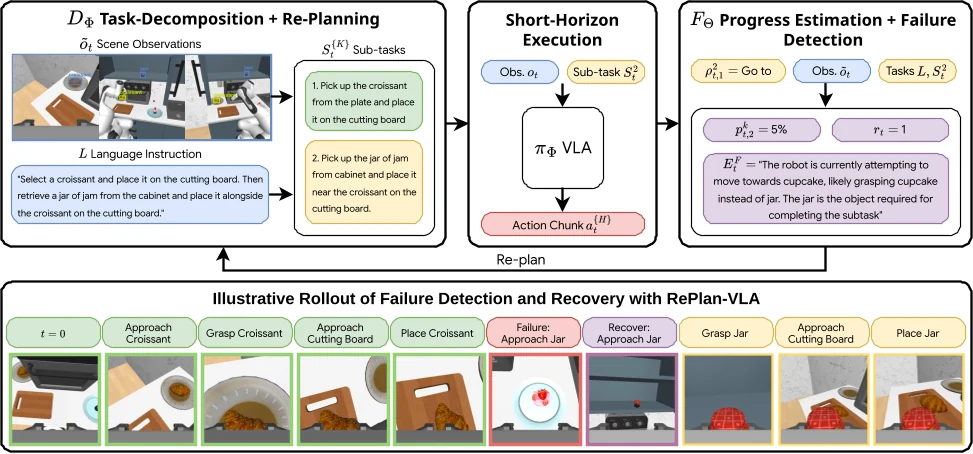 D_Φ Task-Decomposition + Re-Planning
õ_t Scene Observations
S_t^{K} Sub-tasks
1. Pick up the croissant
from the plate and place
it on the cutting board
L Language Instruction
"Select a croissant and place it on the cutting board. Then
retrieve a jar of jam from the cabinet and place it alongside
the croissant on the cutting board."
2. Pick up the jar of jam
from cabinet and place it
near the croissant on the
cutting board.
Short-Horizon
Execution
Obs. o_t
Sub-task S_t^2
π_Φ VLA
Action Chunk a_t^{H}
F_Θ Progress Estimation + Failure
Detection
ρ_{t,1}^2 = Go to
Obs. õ_t
Tasks L, S_t^2
p_{t,2}^k = 5%
r_t = 1
E_t^F = "The robot is currently attempting to
move towards cupcake, likely grasping cupcake
instead of jar. The jar is the object required for
completing the subtask"
Re-plan
Illustrative Rollout of Failure Detection and Recovery with RePlan-VLA
t = 0
Approach
Croissant
Grasp Croissant
Approach
Cutting Board
Place Croissant
Failure:
Approach Jar
Recover:
Approach Jar
Grasp Jar
Approach
Cutting Board
Place Jar